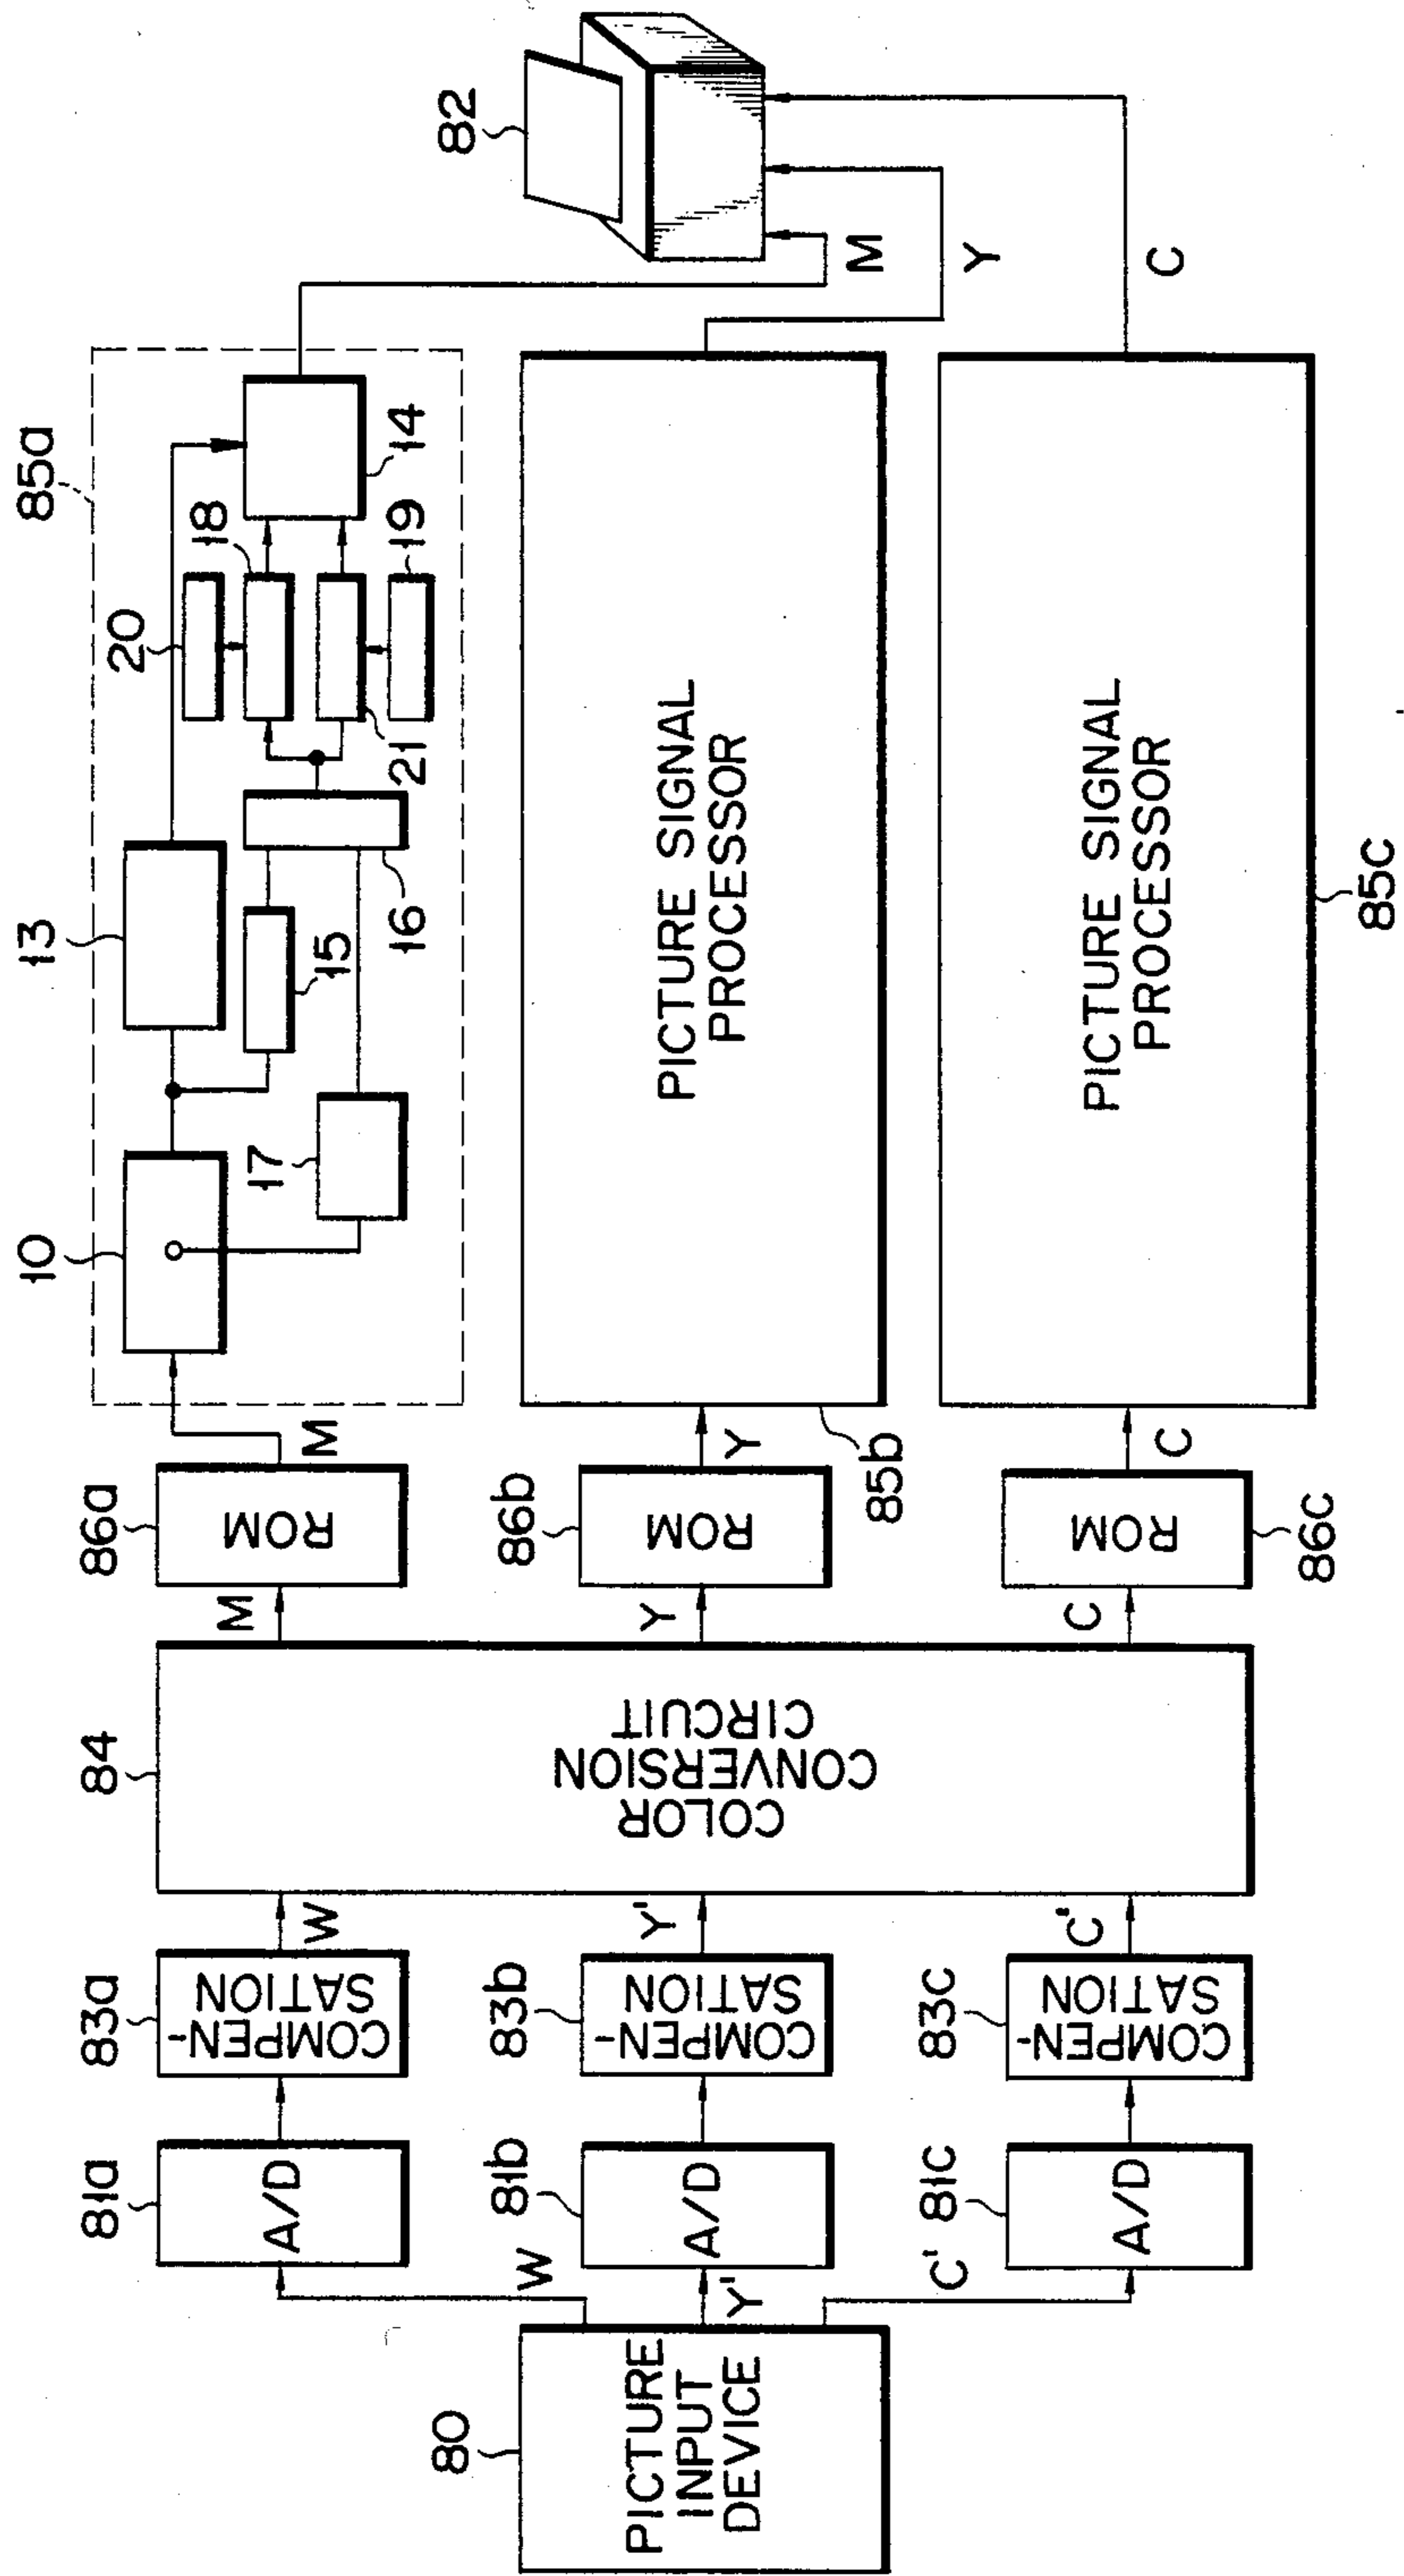 80
PICTURE
INPUT
DEVICE
W
Y'
C'
81a
A/D
81b
A/D
81c
A/D
83a
COMPEN-
SATION
83b
COMPEN-
SATION
83c
COMPEN-
SATION
W
Y'
C'
84
COLOR
CONVERSION
CIRCUIT
M
Y
C
86a
ROM
86b
ROM
86c
ROM
M
Y
C
85a
10
13
15
17
16
20
18
21
19
14
PICTURE SIGNAL
PROCESSOR
85b
PICTURE SIGNAL
PROCESSOR
85c
82
M
Y
C